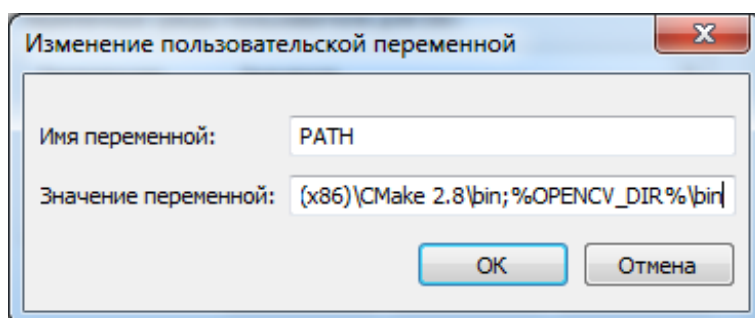 Изменение пользовательской переменной
Имя переменной: PATH
Значение переменной: (x86)\CMake 2.8\bin;%OPENCV_DIR%\bin
OK Отмена